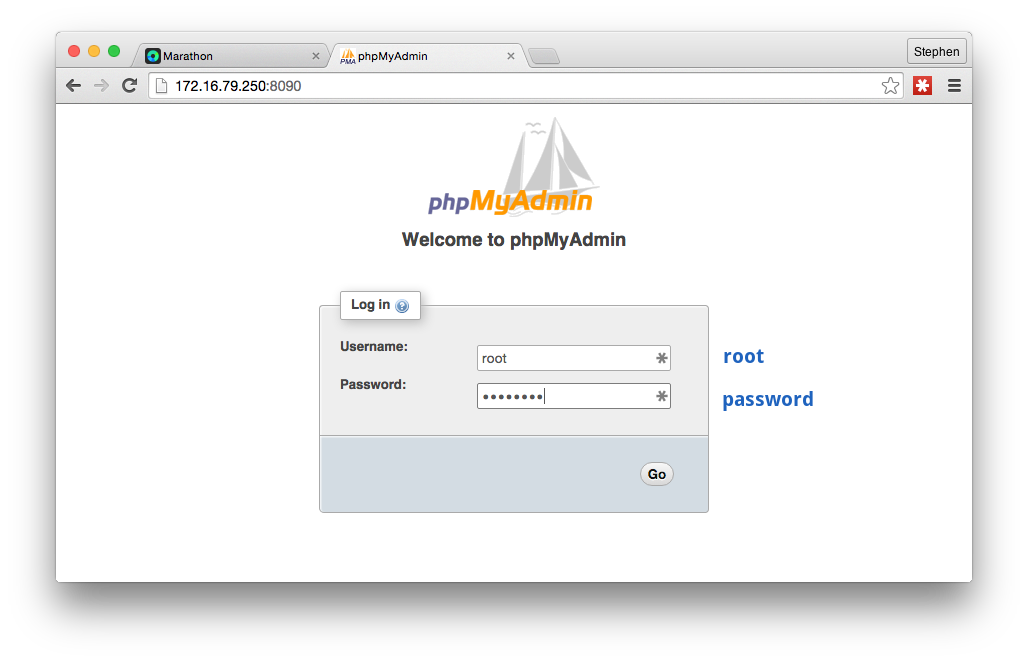 Stephen
Marathon
PMA phpMyAdmin
172.16.79.250:8090
phpMyAdmin
Welcome to phpMyAdmin
Log in
Username: root root
Password: •••••••• password
Go